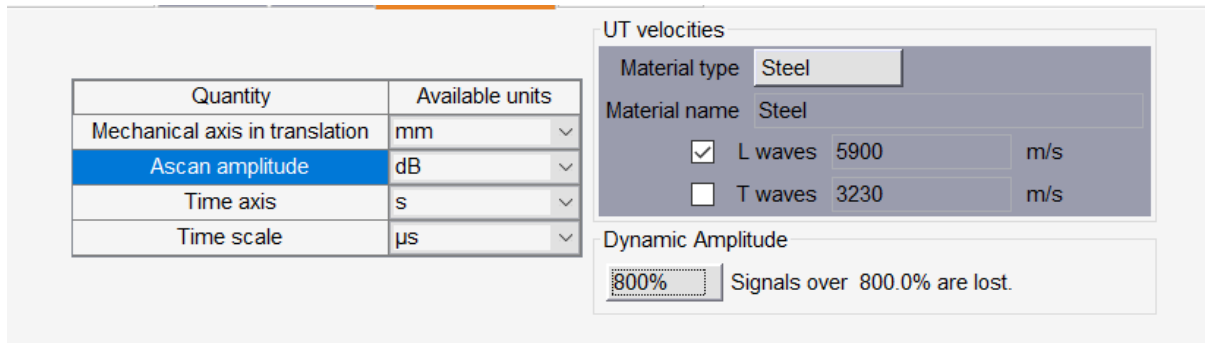 Quantity Available units
Mechanical axis in translation mm
Ascan amplitude dB
Time axis s
Time scale µs
UT velocities
Material type Steel
Material name Steel
L waves 5900 m/s
T waves 3230 m/s
Dynamic Amplitude
800% Signals over 800.0% are lost.